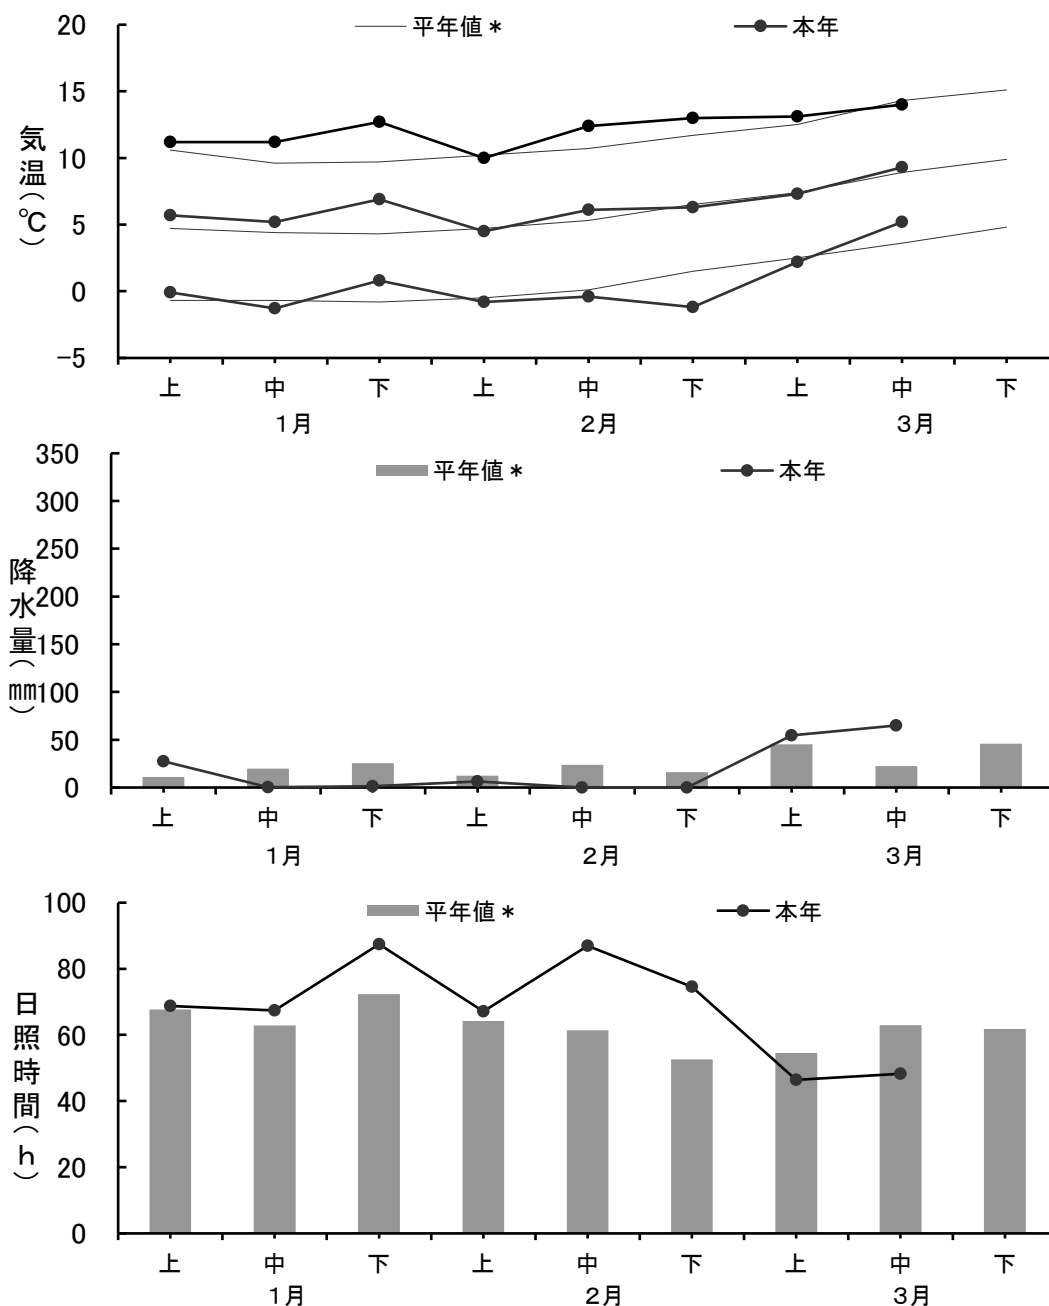 平年値＊ 本年
気温(℃)
20
15
10
5
0
-5
上 中 下 上 中 下 上 中 下
1月 2月 3月
平年値＊ 本年
降水量(㎜)
350
300
250
200
150
100
50
0
上 中 下 上 中 下 上 中 下
1月 2月 3月
平年値＊ 本年
日照時間(h)
100
80
60
40
20
0
上 中 下 上 中 下 上 中 下
1月 2月 3月